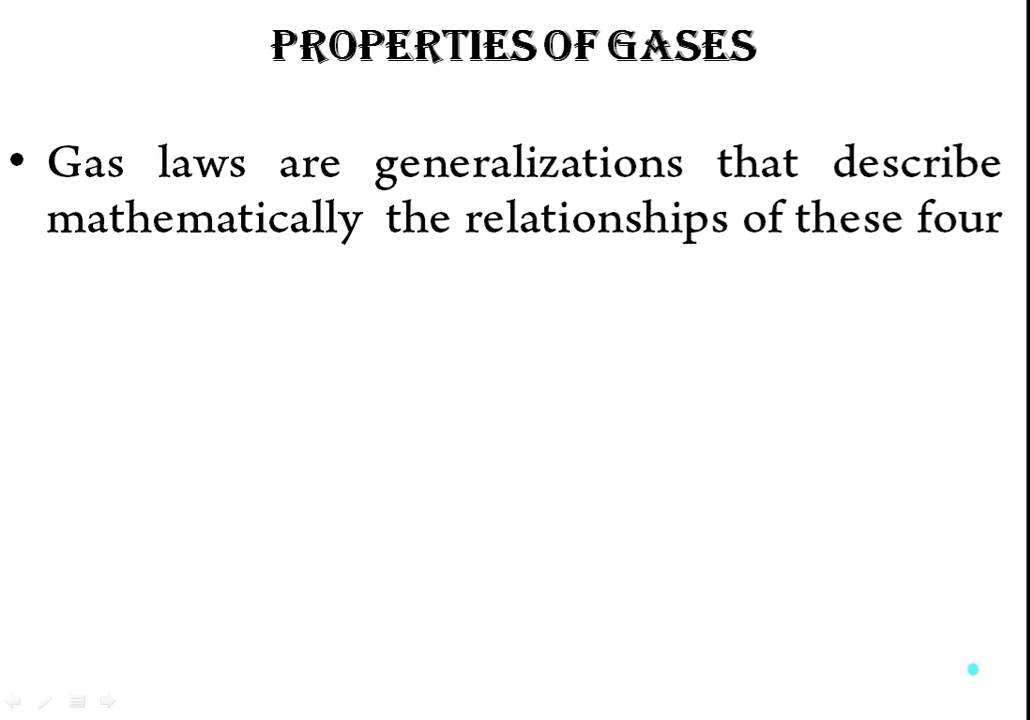 PROPERTIES OF GASES
• Gas laws are generalizations that describe
mathematically the relationships of these four